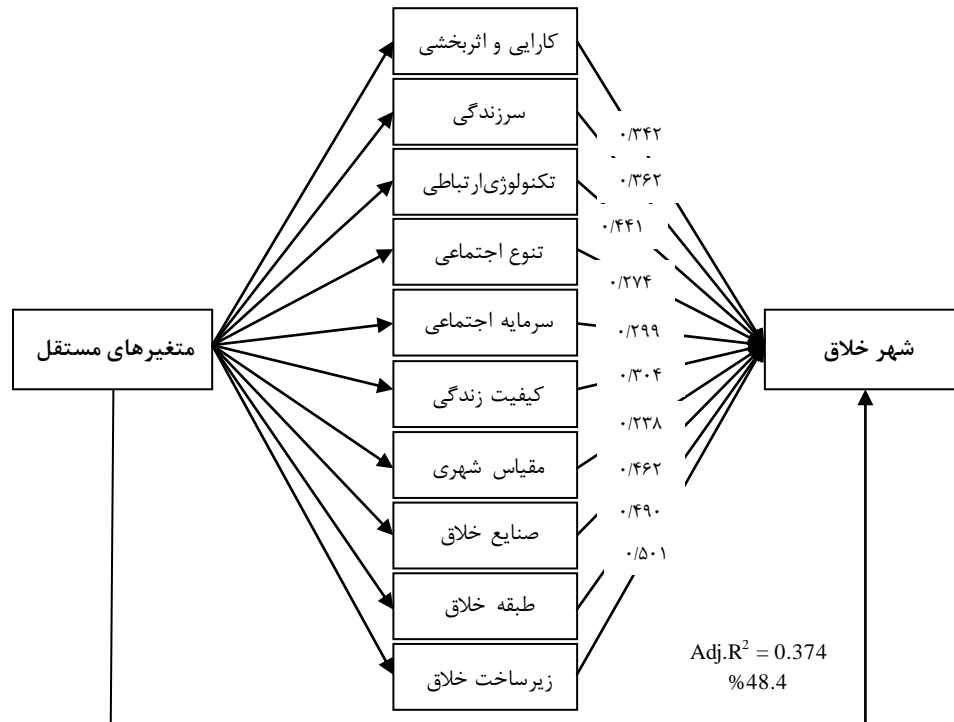 کارایی و اثربخشی
سرزندگی
تکنولوژی‌ارتباطی
تنوع اجتماعی
سرمایه اجتماعی
کیفیت زندگی
مقیاس شهری
صنایع خلاق
طبقه خلاق
زیرساخت خلاق
متغیرهای مستقل
شهر خلاق
۰/۳۴۲
۰/۳۶۲
۰/۴۴۱
۰/۲۷۴
۰/۲۹۹
۰/۳۰۴
۰/۲۳۸
۰/۴۶۲
۰/۴۹۰
۰/۵۰۱
Adj.R² = 0.374
%48.4